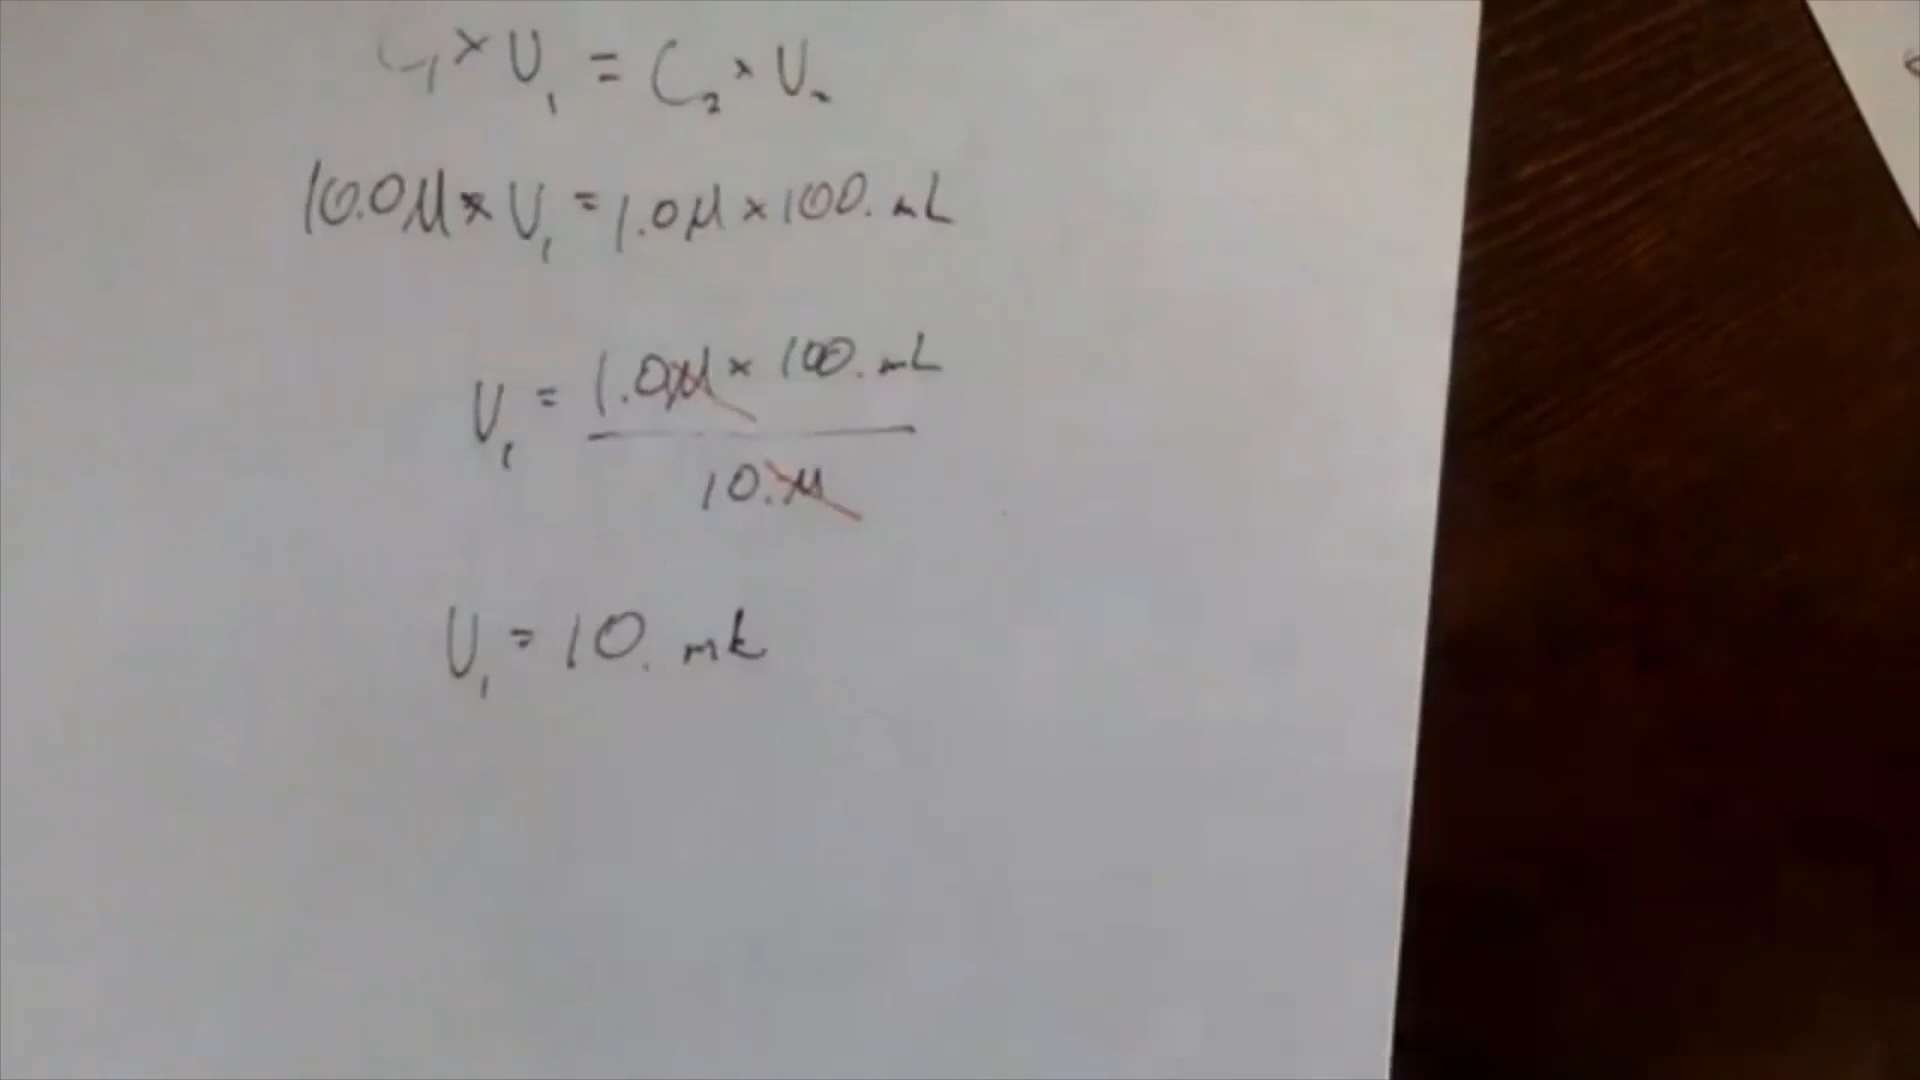 C₁ × V₁ = C₂ × V₂
10.0M × V₁ = 1.0M × 100. mL
V₁ = 1.0M × 100. mL
10. M
V₁ = 10. mL